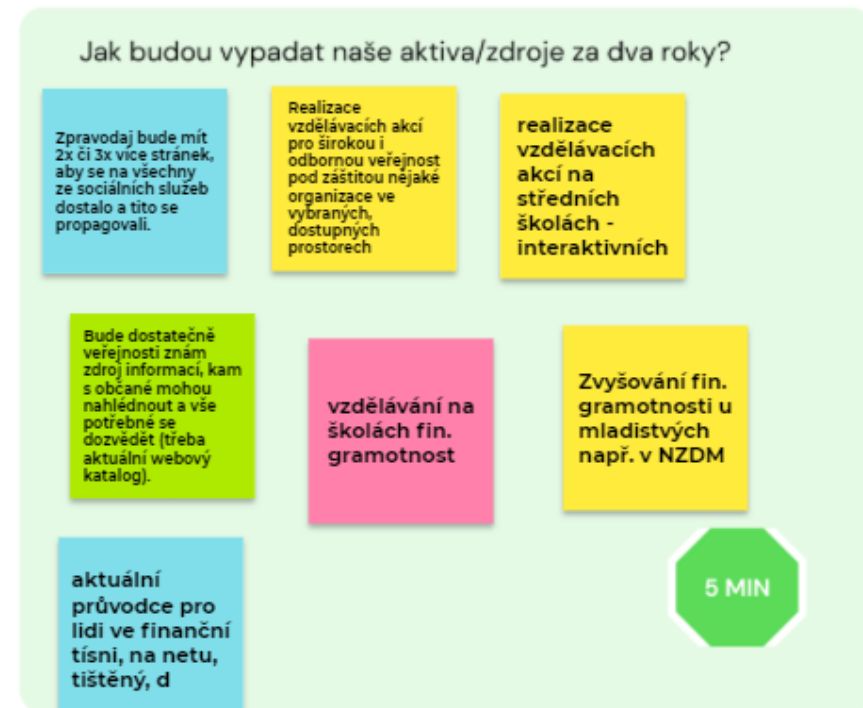 Jak budou vypadat naše aktiva/zdroje za dva roky?
Zpravodaj bude mít
2x či 3x více stránek,
aby se na všechny
ze sociálních služeb
dostalo a tito se
propagovali.
Realizace
vzdělávacích akcí
pro širokou i
odbornou veřejnost
pod záštitou nějaké
organizace ve
vybraných,
dostupných
prostorech
realizace
vzdělávacích
akcí na
středních
školách -
interaktivních
Bude dostatečně
veřejnosti znám
zdroj informací, kam
s občané mohou
nahlédnout a vše
potřebné se
dozvědět (třeba
aktuální webový
katalog).
vzdělávání na
školách fin.
gramotnost
Zvyšování fin.
gramotnosti u
mladistvých
např. v NZDM
aktuální
průvodce pro
lidi ve finanční
tísni, na netu,
tištěný, d
5 MIN